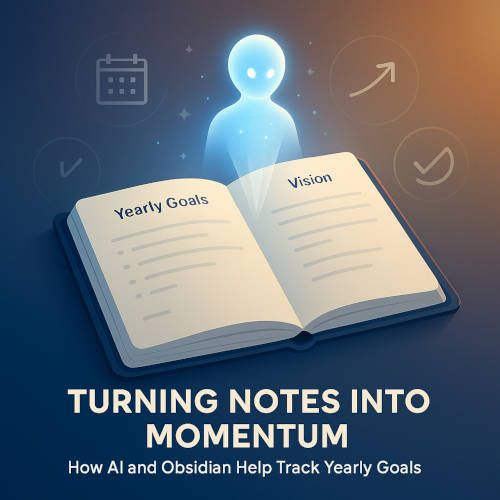 Yearly Goals
Vision
TURNING NOTES INTO
MOMENTUM
How AI and Obsidian Help Track Yearly Goals